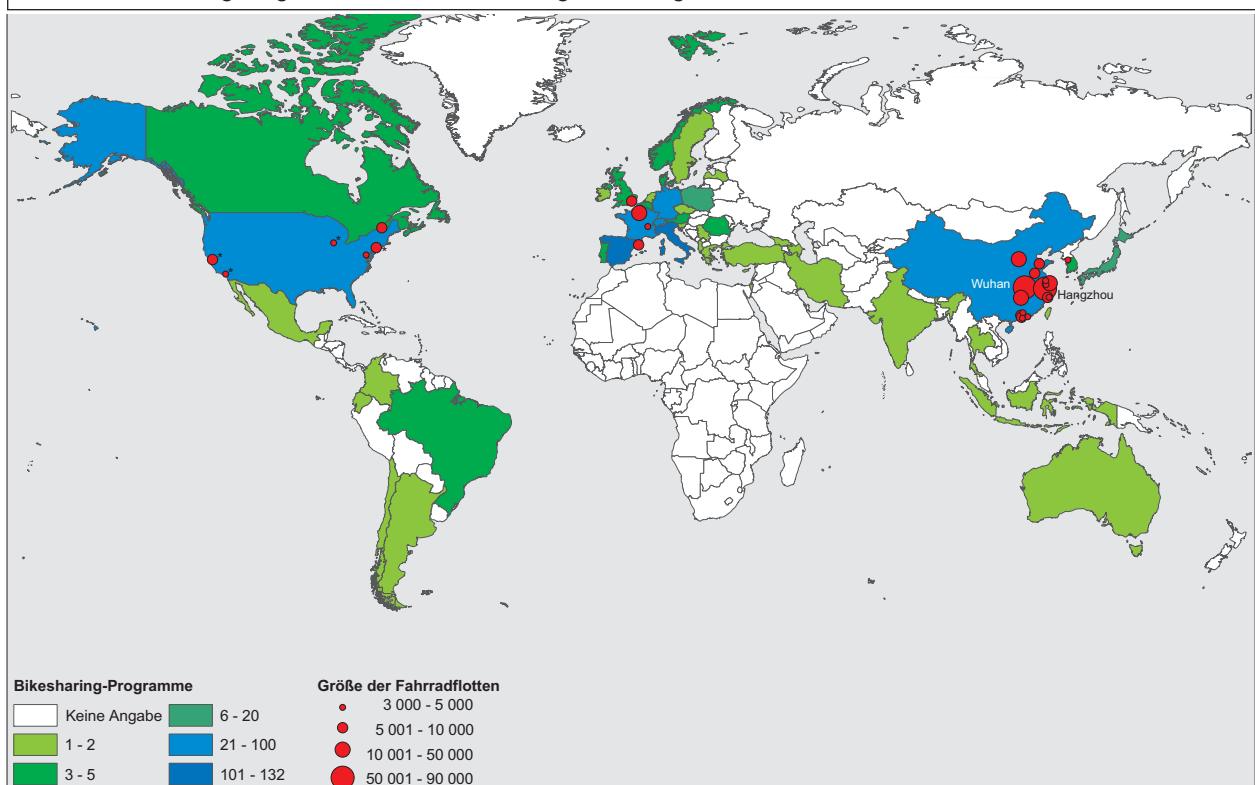 Wuhan
Hangzhou
Bikesharing-Programme
Keine Angabe
1 - 2
3 - 5
6 - 20
21 - 100
101 - 132
Größe der Fahrradflotten
3 000 - 5 000
5 001 - 10 000
10 001 - 50 000
50 001 - 90 000